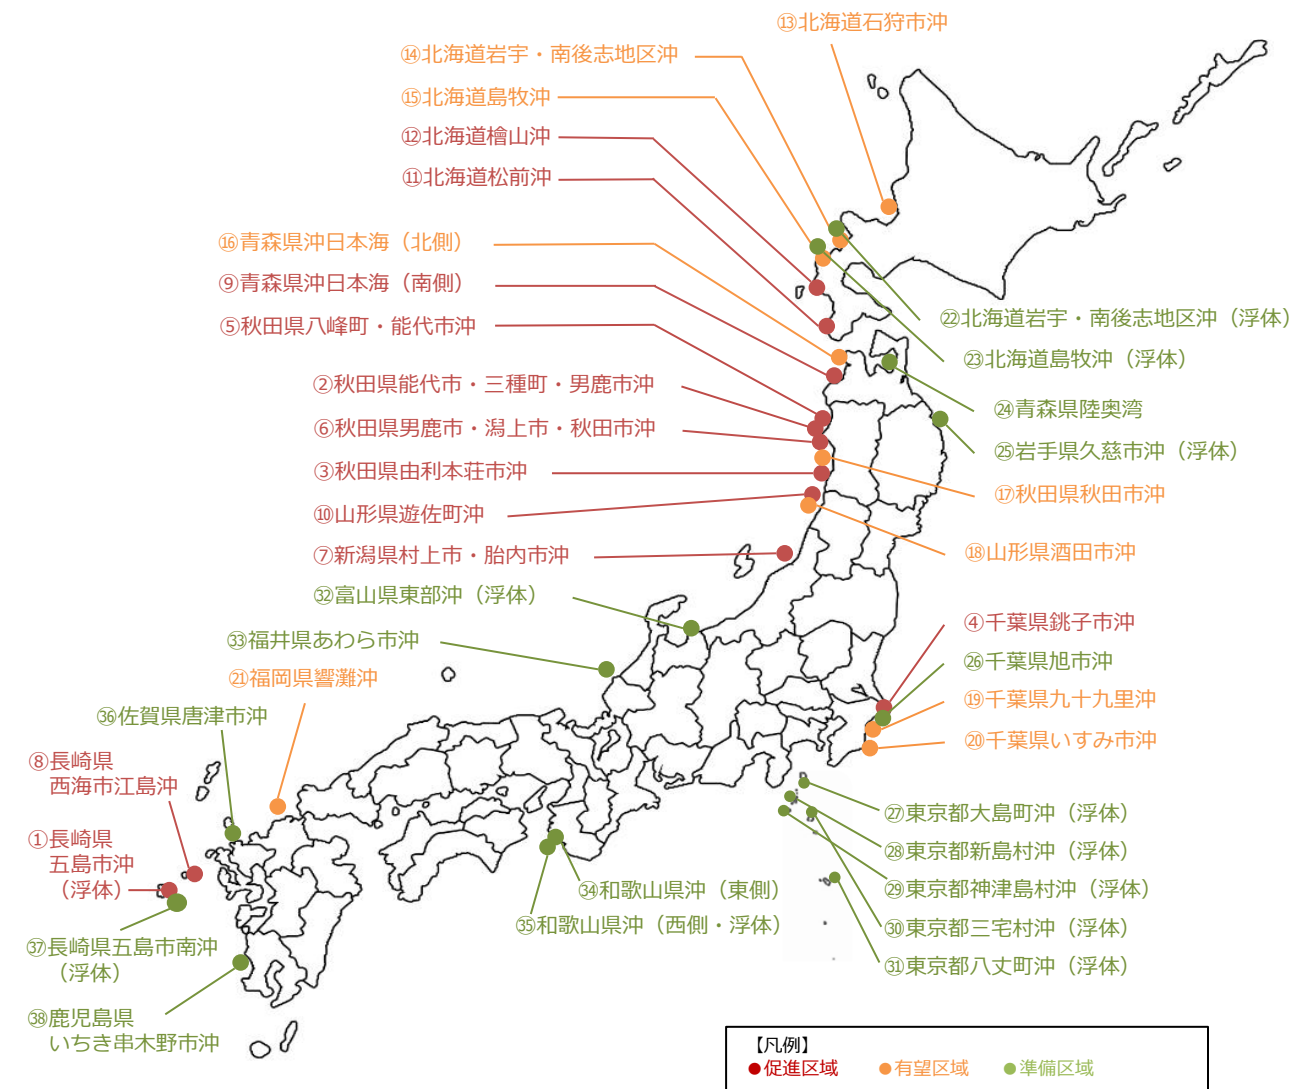 ⑬北海道石狩市沖
⑭北海道岩宇・南後志地区沖
⑮北海道島牧沖
⑫北海道檜山沖
⑪北海道松前沖
⑯青森県沖日本海（北側）
⑨青森県沖日本海（南側）
⑤秋田県八峰町・能代市沖
②秋田県能代市・三種町・男鹿市沖
⑥秋田県男鹿市・潟上市・秋田市沖
③秋田県由利本荘市沖
⑩山形県遊佐町沖
⑦新潟県村上市・胎内市沖
㉜富山県東部沖（浮体）
㉝福井県あわら市沖
㉑福岡県響灘沖
㊱佐賀県唐津市沖
⑧長崎県
西海市江島沖
①長崎県
五島市沖
（浮体）
㊲長崎県五島市南沖
（浮体）
㊳鹿児島県
いちき串木野市沖
㉒北海道岩宇・南後志地区沖（浮体）
㉓北海道島牧沖（浮体）
㉔青森県陸奥湾
㉕岩手県久慈市沖（浮体）
⑰秋田県秋田市沖
⑱山形県酒田市沖
④千葉県銚子市沖
㉖千葉県旭市沖
⑲千葉県九十九里沖
⑳千葉県いすみ市沖
㉗東京都大島町沖（浮体）
㉘東京都新島村沖（浮体）
㉙東京都神津島村沖（浮体）
㉚東京都三宅村沖（浮体）
㉛東京都八丈町沖（浮体）
㉞和歌山県沖（東側）
㉟和歌山県沖（西側・浮体）
【凡例】
●促進区域 ●有望区域 ●準備区域